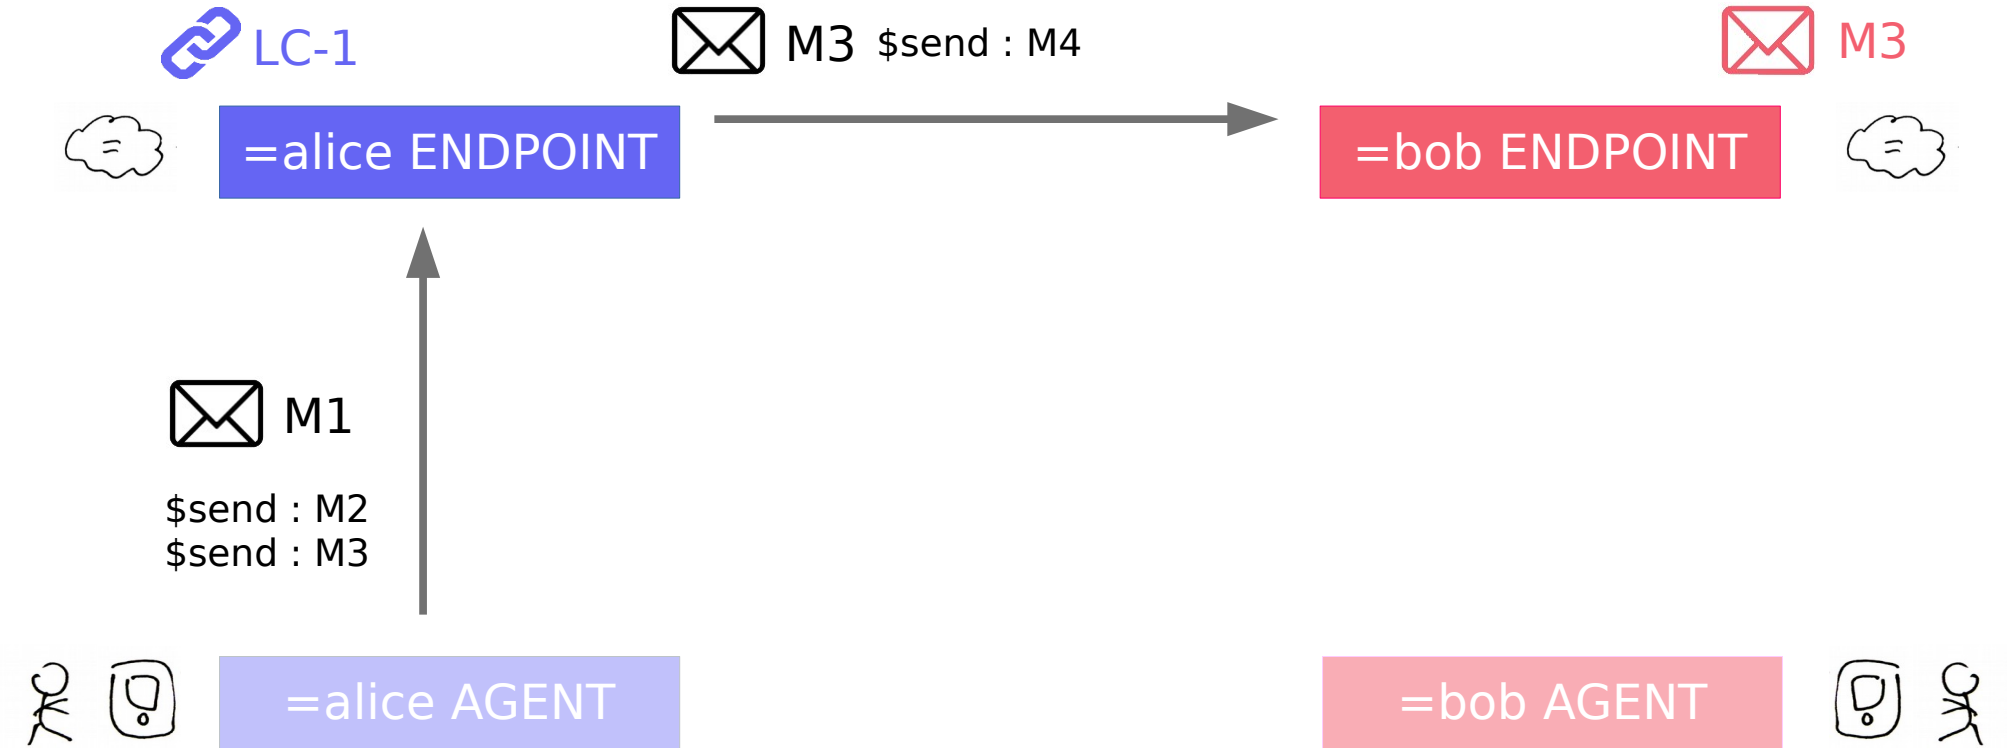 LC-1
M3 $send : M4
M3
=alice ENDPOINT
=bob ENDPOINT
M1
$send : M2
$send : M3
=alice AGENT
=bob AGENT